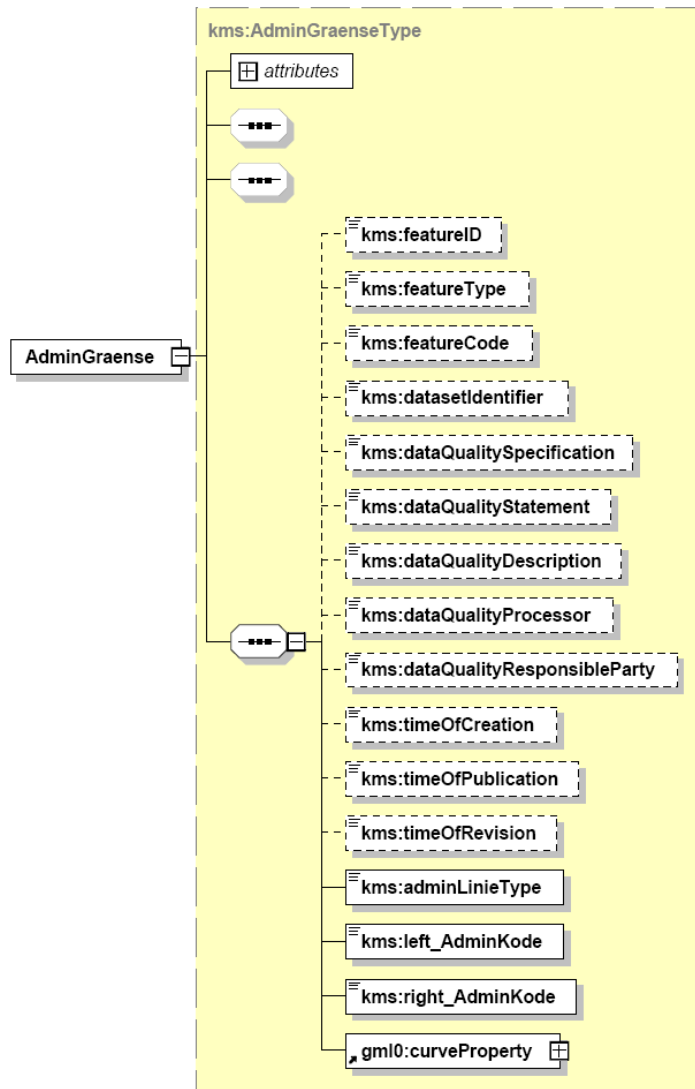 kms:AdminGraenseType
attributes
kms:featureID
kms:featureType
kms:featureCode
AdminGraense
kms:datasetIdentifier
kms:dataQualitySpecification
kms:dataQualityStatement
kms:dataQualityDescription
kms:dataQualityProcessor
kms:dataQualityResponsibleParty
kms:timeOfCreation
kms:timeOfPublication
kms:timeOfRevision
kms:adminLinieType
kms:left_AdminKode
kms:right_AdminKode
gml0:curveProperty